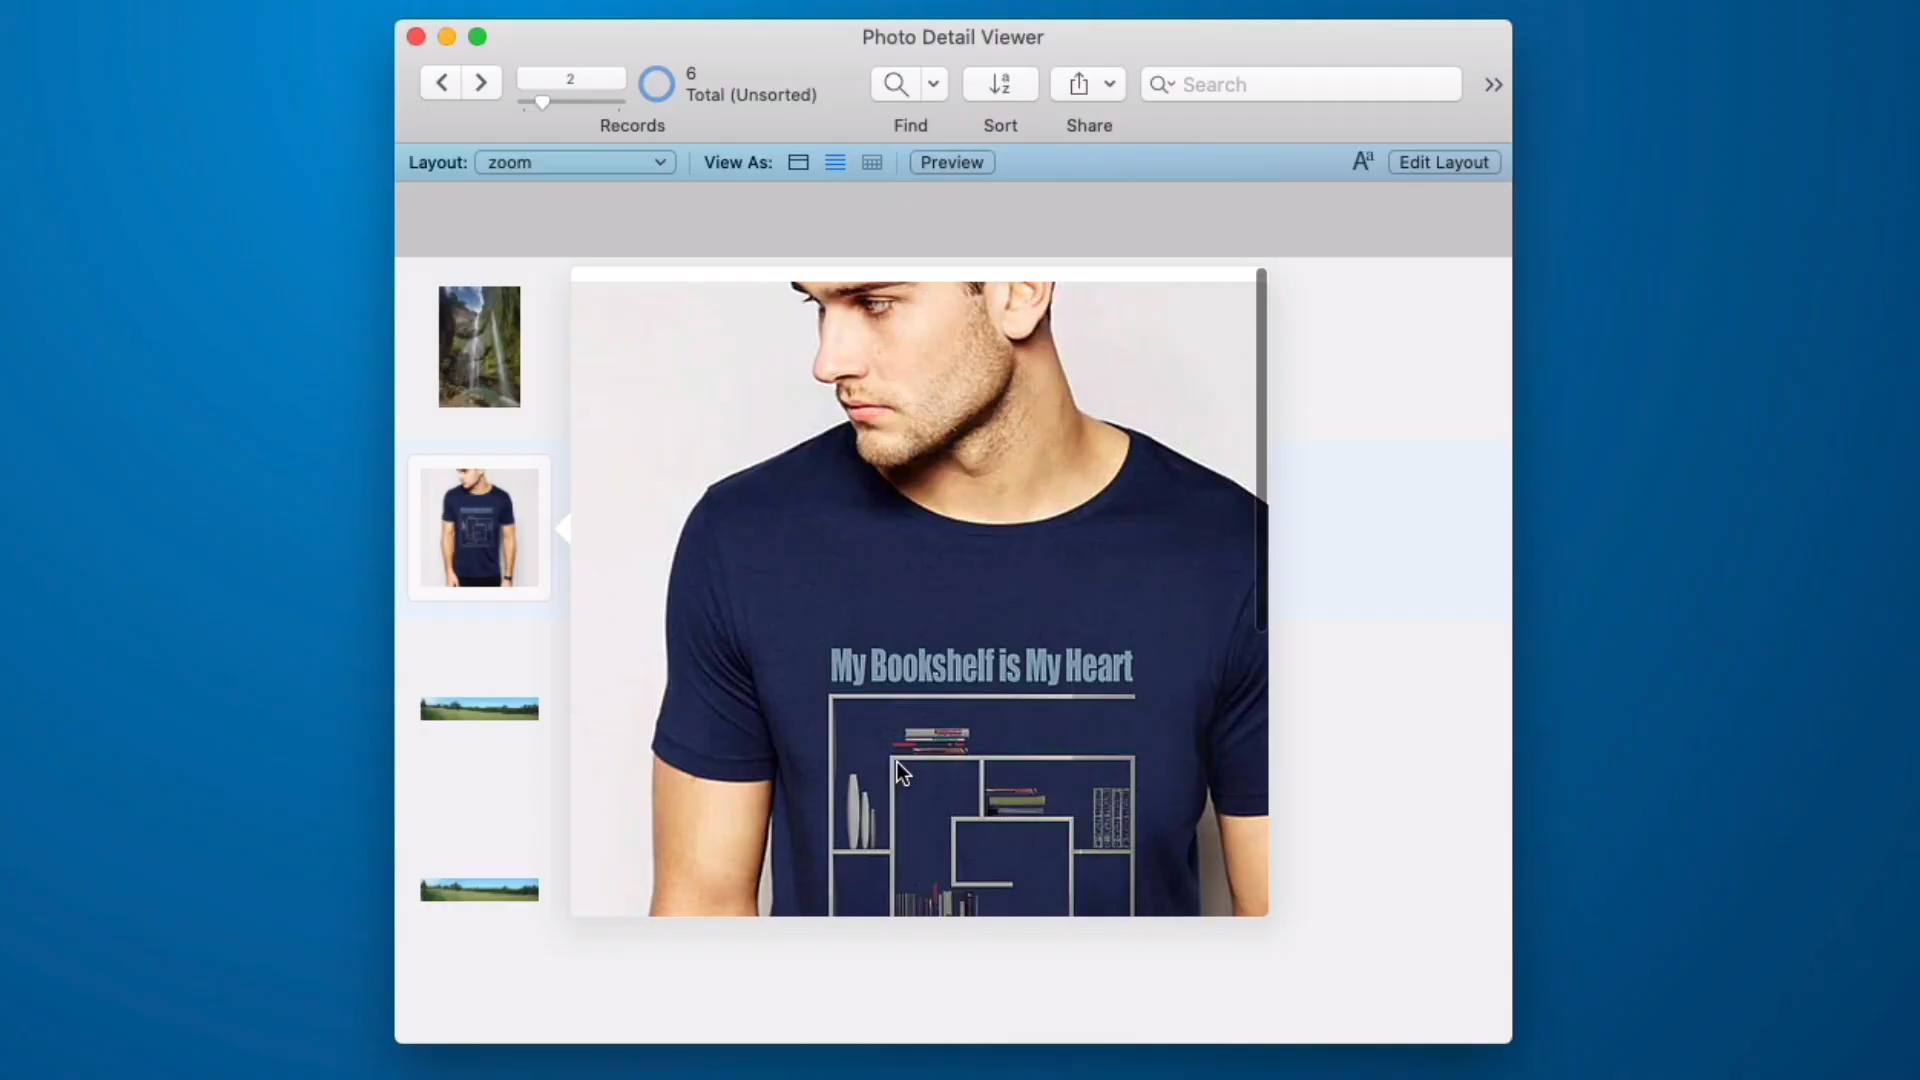 Photo Detail Viewer
2
6
Total (Unsorted)
Search
Records
Find
Sort
Share
Layout:
zoom
View As:
Preview
Aa
Edit Layout
My Bookshelf is My Heart